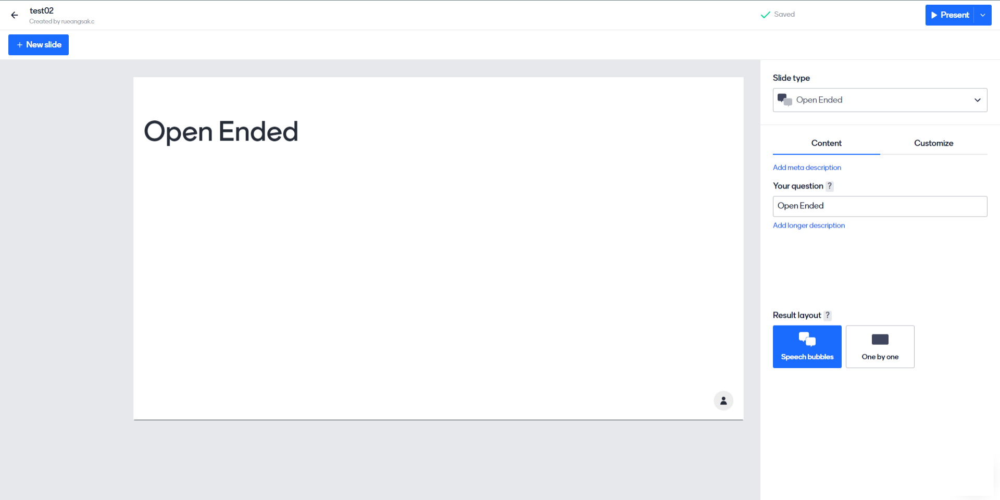 test02
Created by rueangsak.c
Saved
Present
+ New slide
Open Ended
Slide type
Open Ended
Content
Customize
Add meta description
Your question ?
Open Ended
Add longer description
Result layout ?
Speech bubbles
One by one